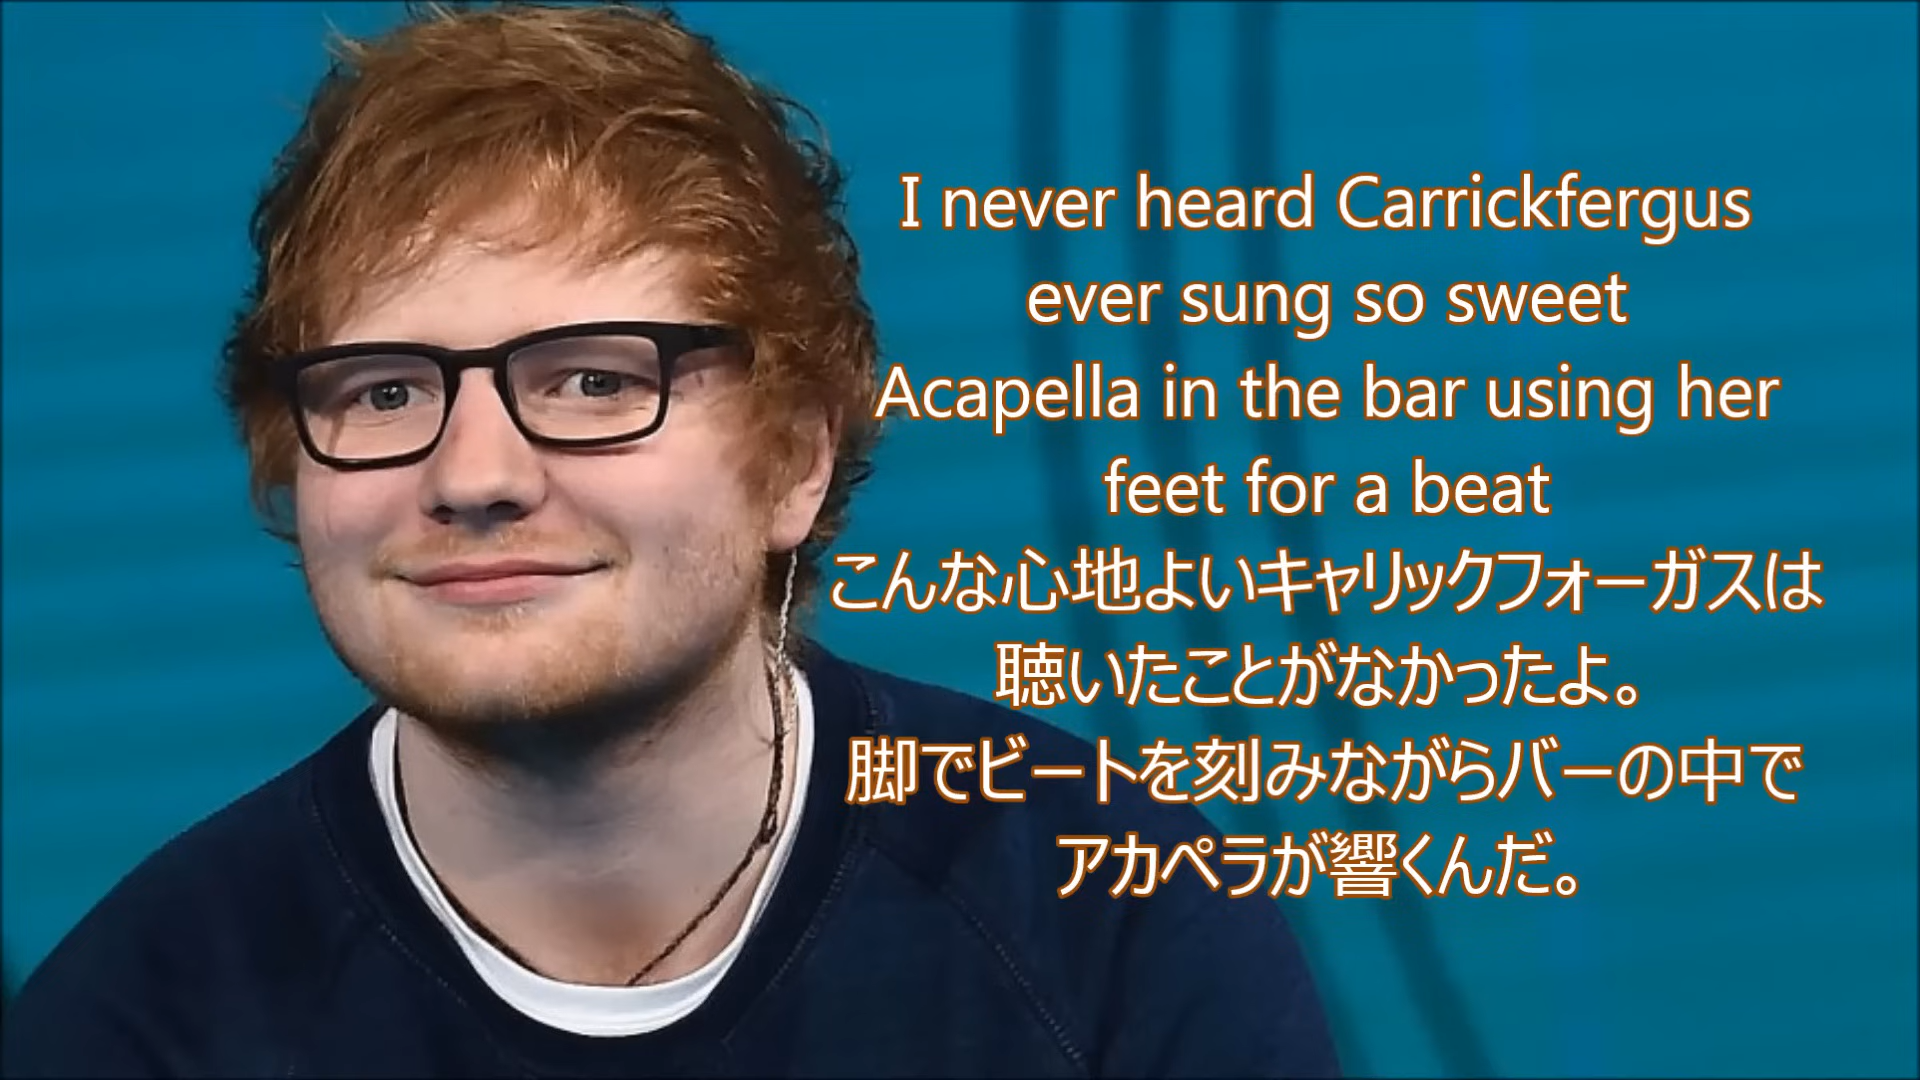 I never heard Carrickfergus
ever sung so sweet
Acapella in the bar using her
feet for a beat
こんな心地よいキャリックフォーガスは
聴いたことがなかったよ。
脚でビートを刻みながらバーの中で
アカペラが響くんだ。